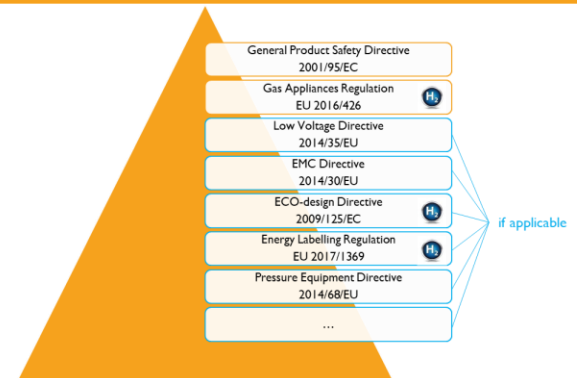 General Product Safety Directive
2001/95/EC
Gas Appliances Regulation
EU 2016/426
H₂
Low Voltage Directive
2014/35/EU
EMC Directive
2014/30/EU
ECO-design Directive
2009/125/EC
H₂
if applicable
Energy Labelling Regulation
EU 2017/1369
H₂
Pressure Equipment Directive
2014/68/EU
...